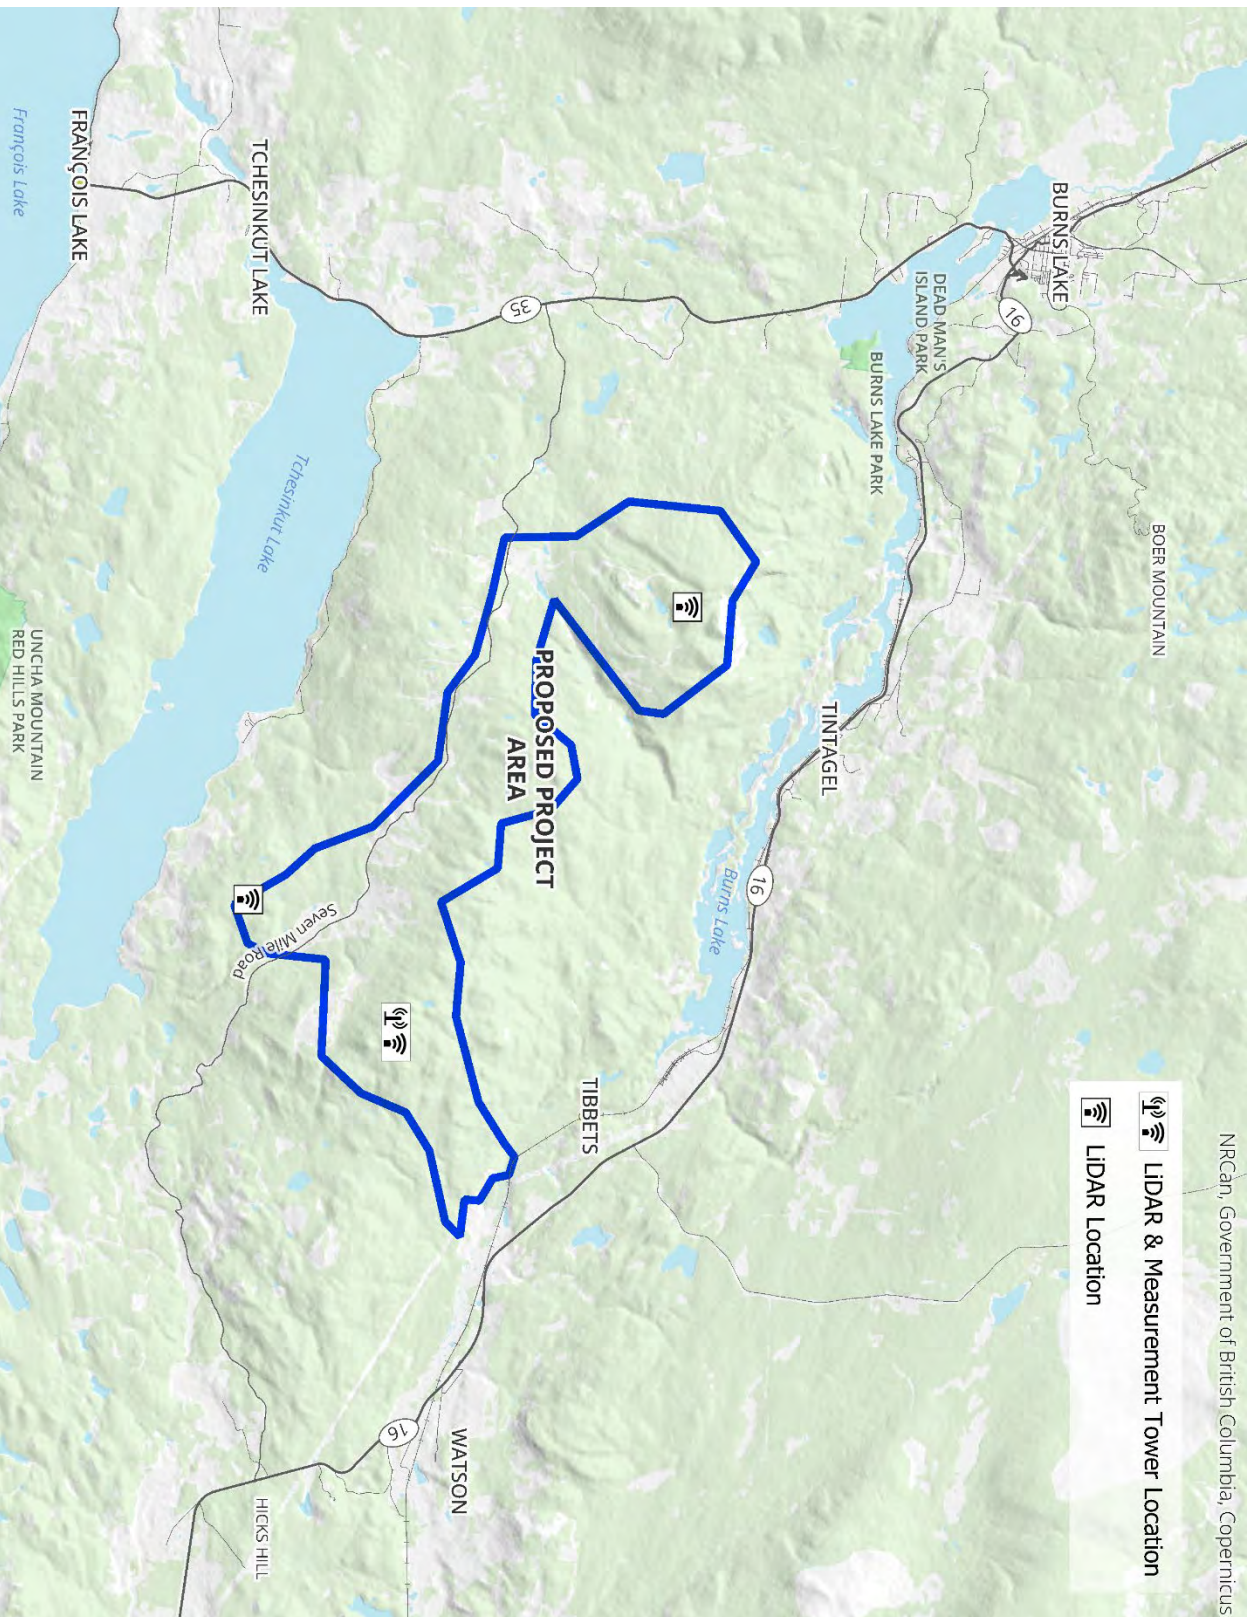 NRCan, Government of British Columbia, Copernicus
LiDAR & Measurement Tower Location
LiDAR Location
BURNS LAKE
16
BOER MOUNTAIN
DEAD MAN'S
ISLAND PARK
BURNS LAKE PARK
TINTAGEL
16
Burns Lake
TIBBETS
35
PROPOSED PROJECT
AREA
WATSON
16
TCHESINKUT LAKE
Tchesinkut Lake
Seven Mile Road
HICKS HILL
FRANÇOIS LAKE
François Lake
UNCHA MOUNTAIN
RED HILLS PARK